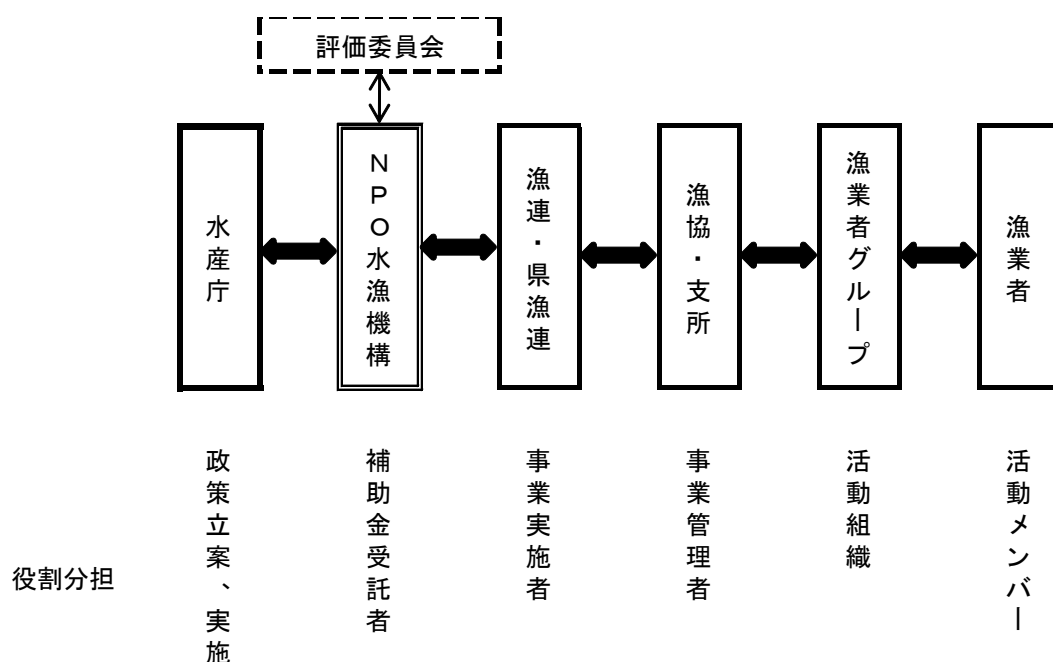 評価委員会
水産庁
NPO水漁機構
漁連・県漁連
漁協・支所
漁業者グループ
漁業者
役割分担
政策立案、実施
補助金受託者
事業実施者
事業管理者
活動組織
活動メンバー